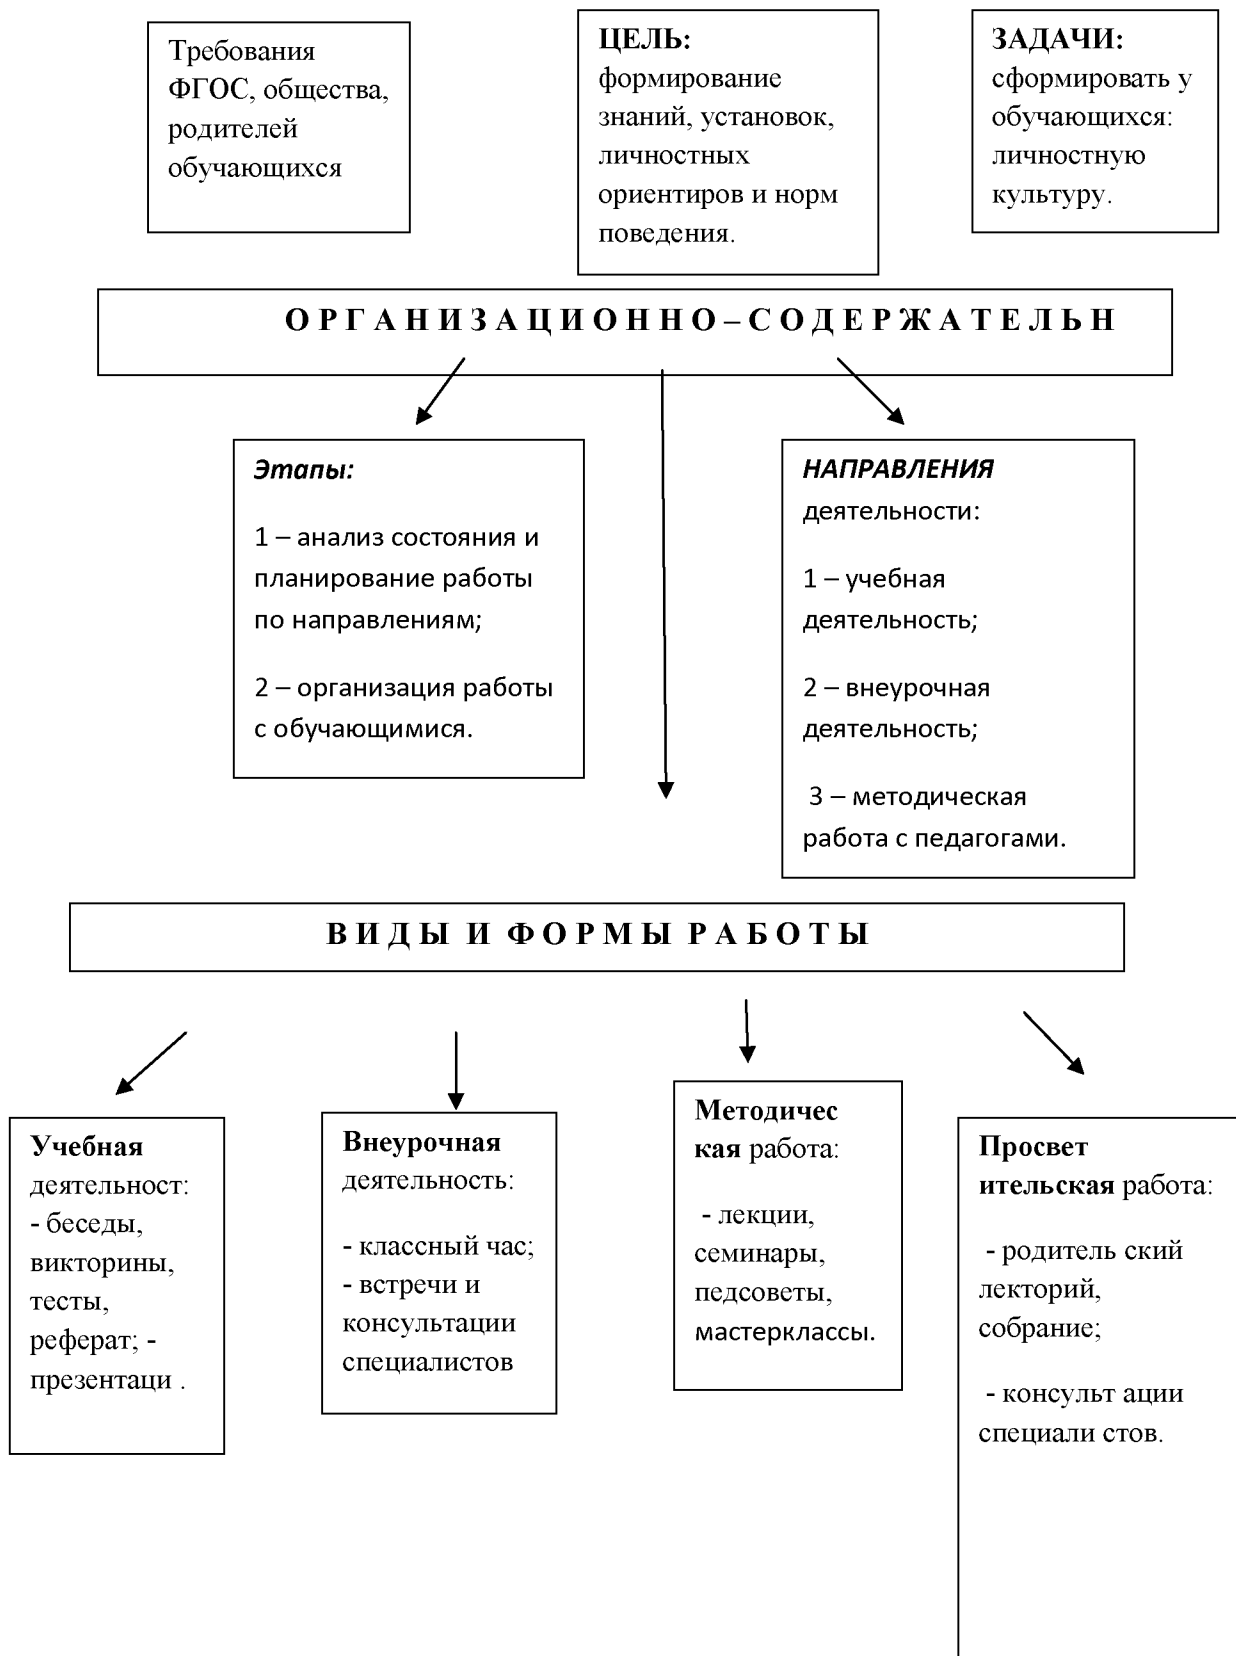 Требования
ФГОС, общества,
родителей
обучающихся
ЦЕЛЬ:
формирование
знаний, установок,
личностных
ориентиров и норм
поведения.
ЗАДАЧИ:
сформировать у
обучающихся:
личностную
культуру.
О Р Г А Н И З А Ц И О Н Н О – С О Д Е Р Ж А Т Е Л Ь Н
Этапы:
1 – анализ состояния и
планирование работы
по направлениям;
2 – организация работы
с обучающимися.
НАПРАВЛЕНИЯ
деятельности:
1 – учебная
деятельность;
2 – внеурочная
деятельность;
3 – методическая
работа с педагогами.
В И Д Ы И Ф О Р М Ы Р А Б О Т Ы
Учебная
деятельност:
- беседы,
викторины,
тесты,
реферат; -
презентаци .
Внеурочная
деятельность:
- классный час;
- встречи и
консультации
специалистов
Методичес
кая работа:
- лекции,
семинары,
педсоветы,
мастерклассы.
Просвет
ительская работа:
- родитель ский
лекторий,
собрание;
- консульт ации
специали стов.